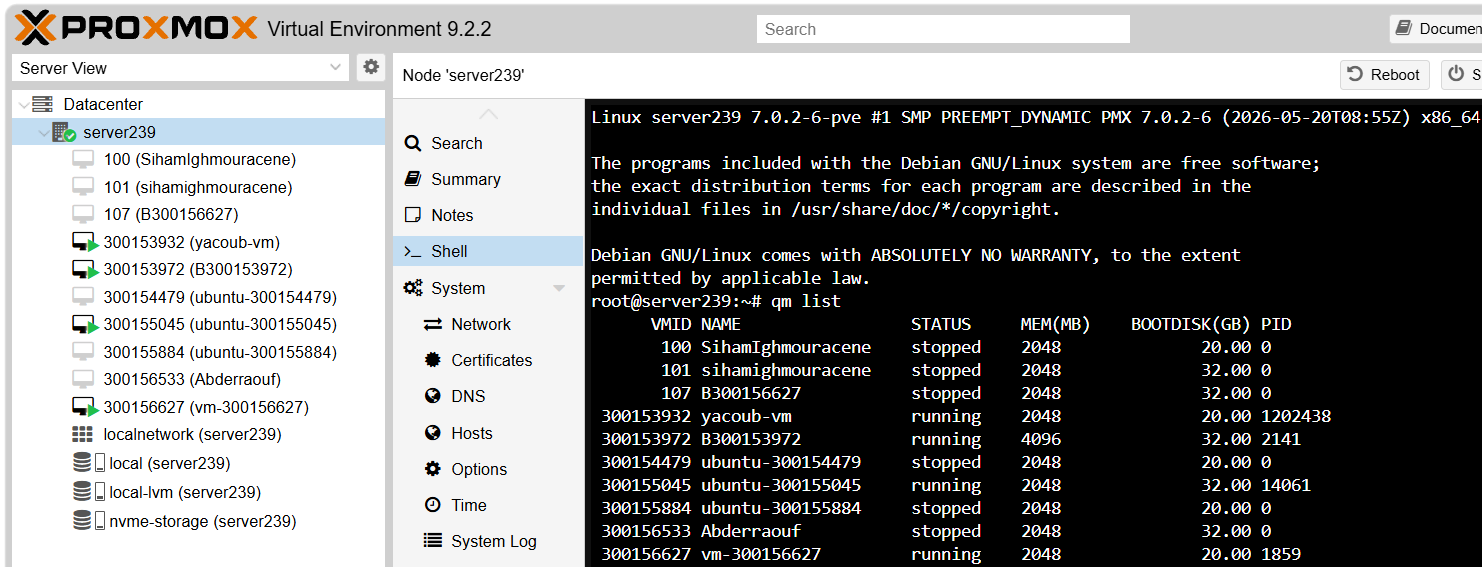 PROXMOX Virtual Environment 9.2.2
Search
Documen
Server View
Node 'server239'
Reboot
S
Datacenter
server239
100 (SihamIghmouracene)
101 (sihamighmouracene)
107 (B300156627)
300153932 (yacoub-vm)
300153972 (B300153972)
300154479 (ubuntu-300154479)
300155045 (ubuntu-300155045)
300155884 (ubuntu-300155884)
300156533 (Abderraouf)
300156627 (vm-300156627)
localnetwork (server239)
local (server239)
local-lvm (server239)
nvme-storage (server239)
Search
Summary
Notes
Shell
System
Network
Certificates
DNS
Hosts
Options
Time
System Log
Linux server239 7.0.2-6-pve #1 SMP PREEMPT_DYNAMIC PMX 7.0.2-6 (2026-05-20T08:55Z) x86_64
The programs included with the Debian GNU/Linux system are free software;
the exact distribution terms for each program are described in the
individual files in /usr/share/doc/*/copyright.
Debian GNU/Linux comes with ABSOLUTELY NO WARRANTY, to the extent
permitted by applicable law.
root@server239:~# qm list
VMID NAME STATUS MEM(MB) BOOTDISK(GB) PID
100 SihamIghmouracene stopped 2048 20.00 0
101 sihamighmouracene stopped 2048 32.00 0
107 B300156627 stopped 2048 32.00 0
300153932 yacoub-vm running 2048 20.00 1202438
300153972 B300153972 running 4096 32.00 2141
300154479 ubuntu-300154479 stopped 2048 20.00 0
300155045 ubuntu-300155045 running 2048 32.00 14061
300155884 ubuntu-300155884 stopped 2048 20.00 0
300156533 Abderraouf stopped 2048 32.00 0
300156627 vm-300156627 running 2048 20.00 1859